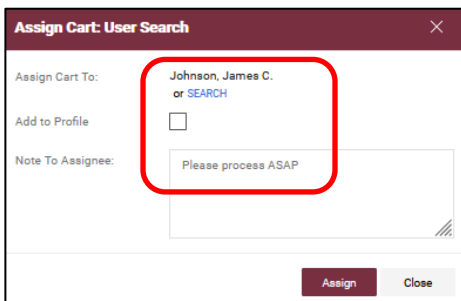 Assign Cart: User Search
Assign Cart To: Johnson, James C.
or SEARCH
Add to Profile
Note To Assignee: Please process ASAP
Assign Close